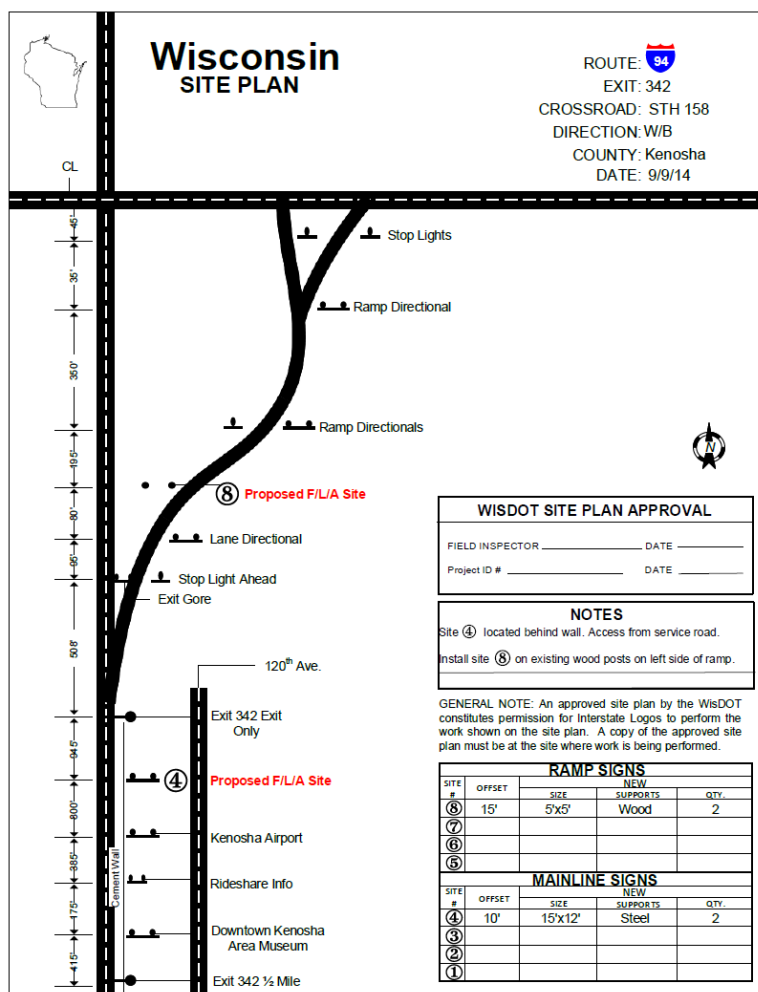 Wisconsin
SITE PLAN
ROUTE: 94
EXIT: 342
CROSSROAD: STH 158
DIRECTION: W/B
COUNTY: Kenosha
DATE: 9/9/14
CL
45'
Stop Lights
35'
Ramp Directional
350'
Ramp Directionals
N
195'
⑧ Proposed F/L/A Site
80'
Lane Directional
95'
Stop Light Ahead
Exit Gore
508'
120th Ave.
Exit 342 Exit
Only
945'
④ Proposed F/L/A Site
800'
Kenosha Airport
385'
Cement Wall
Rideshare Info
175'
Downtown Kenosha
Area Museum
415'
Exit 342 ½ Mile
WISDOT SITE PLAN APPROVAL
FIELD INSPECTOR DATE
Project ID # DATE
NOTES
Site ④ located behind wall. Access from service road.
Install site ⑧ on existing wood posts on left side of ramp.
GENERAL NOTE: An approved site plan by the WisDOT
constitutes permission for Interstate Logos to perform the
work shown on the site plan. A copy of the approved site
plan must be at the site where work is being performed.
RAMP SIGNS
SITE # OFFSET NEW
SIZE SUPPORTS QTY.
⑧ 15' 5'x5' Wood 2
⑦
⑥
⑤
MAINLINE SIGNS
SITE # OFFSET NEW
SIZE SUPPORTS QTY.
④ 10' 15'x12' Steel 2
③
②
①